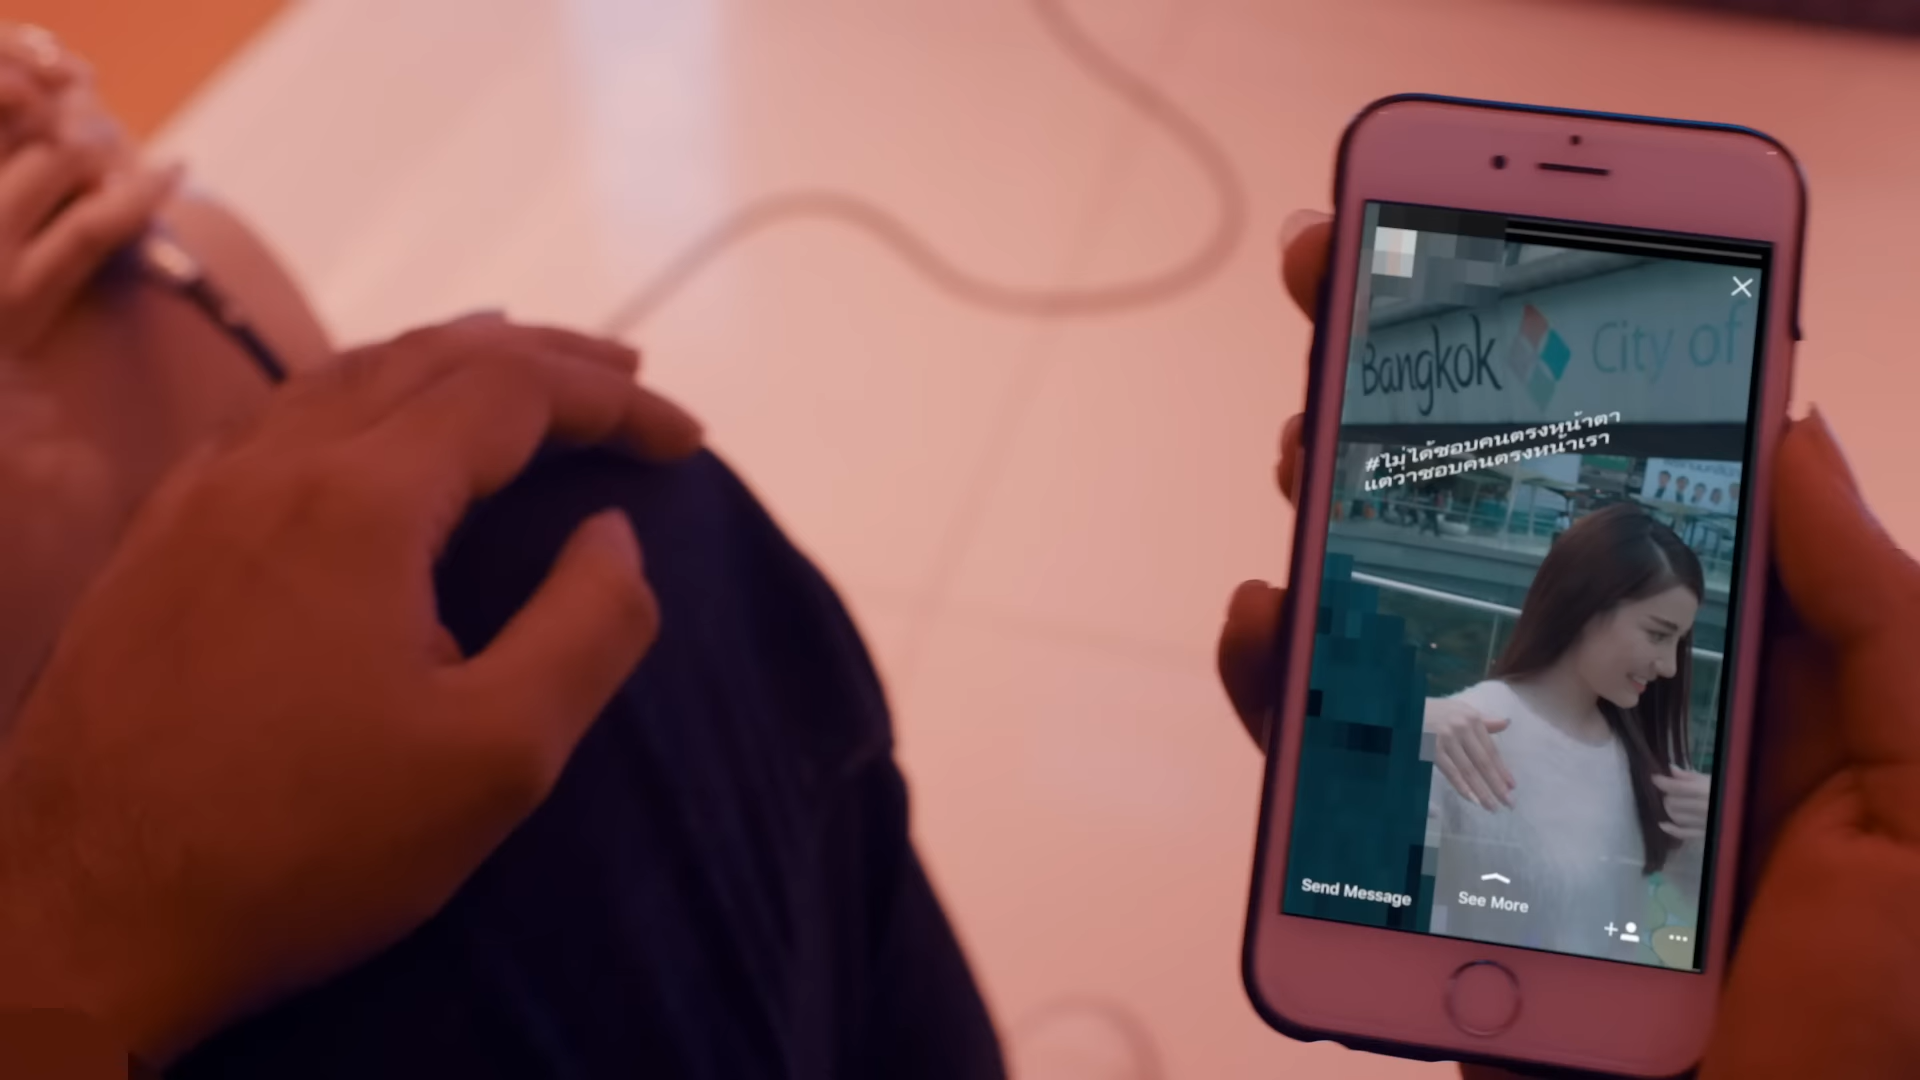 Bangkok City of
#ไม่ได้ชอบคนตรงหน้าตา
แต่ว่าชอบคนตรงหน้าเรา
Send Message
See More